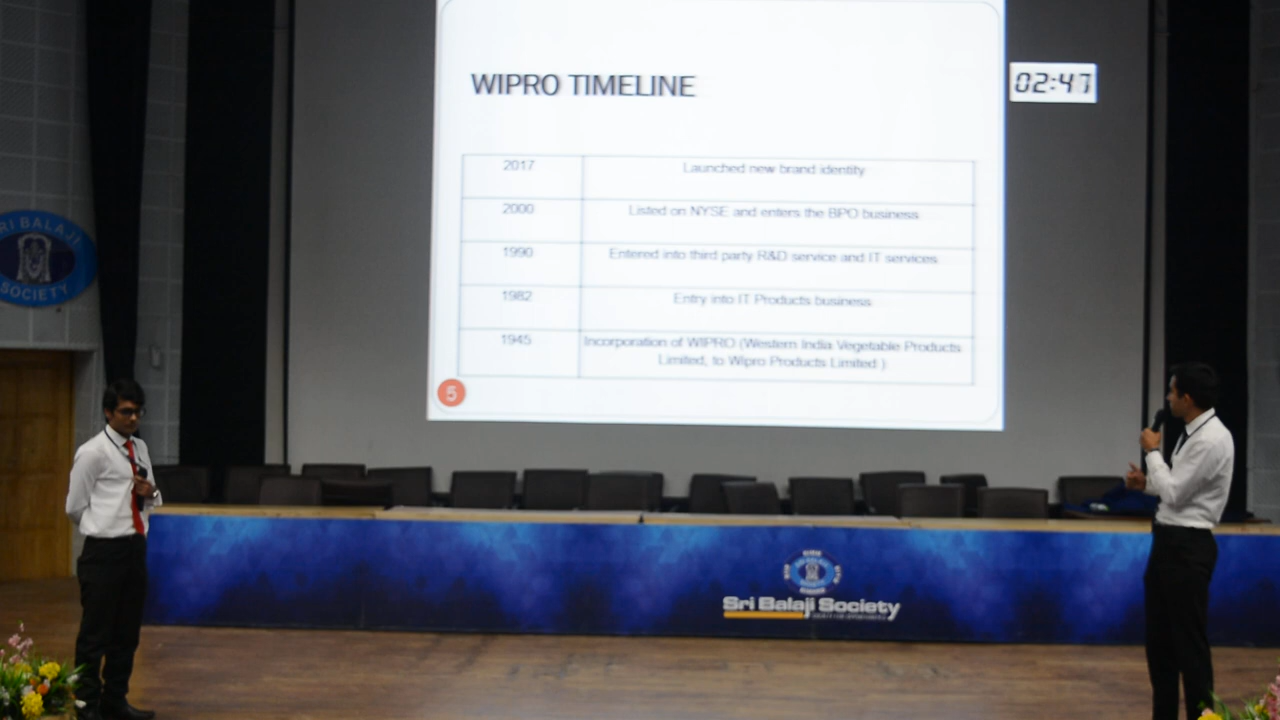 WIPRO TIMELINE
02:47
2017 Launched new brand identity
2000 Listed on NYSE and enters the BPO business
1990 Entered into third party R&D service and IT services
1982 Entry into IT Products business
1945 Incorporation of WIPRO (Western India Vegetable Products
Limited, to Wipro Products Limited )
5
RI BALAJI
SOCIETY
Sri Balaji Society